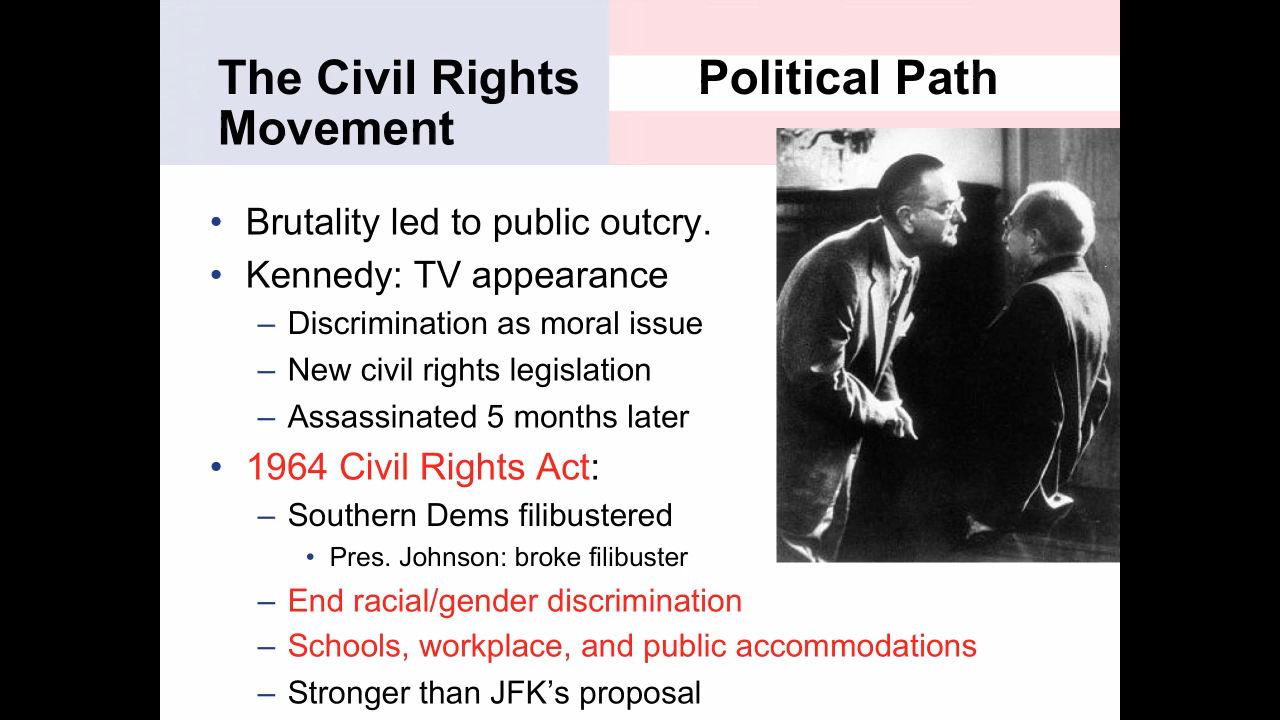 The Civil Rights
Movement
Political Path
• Brutality led to public outcry.
• Kennedy: TV appearance
– Discrimination as moral issue
– New civil rights legislation
– Assassinated 5 months later
• 1964 Civil Rights Act:
– Southern Dems filibustered
• Pres. Johnson: broke filibuster
– End racial/gender discrimination
– Schools, workplace, and public accommodations
– Stronger than JFK’s proposal